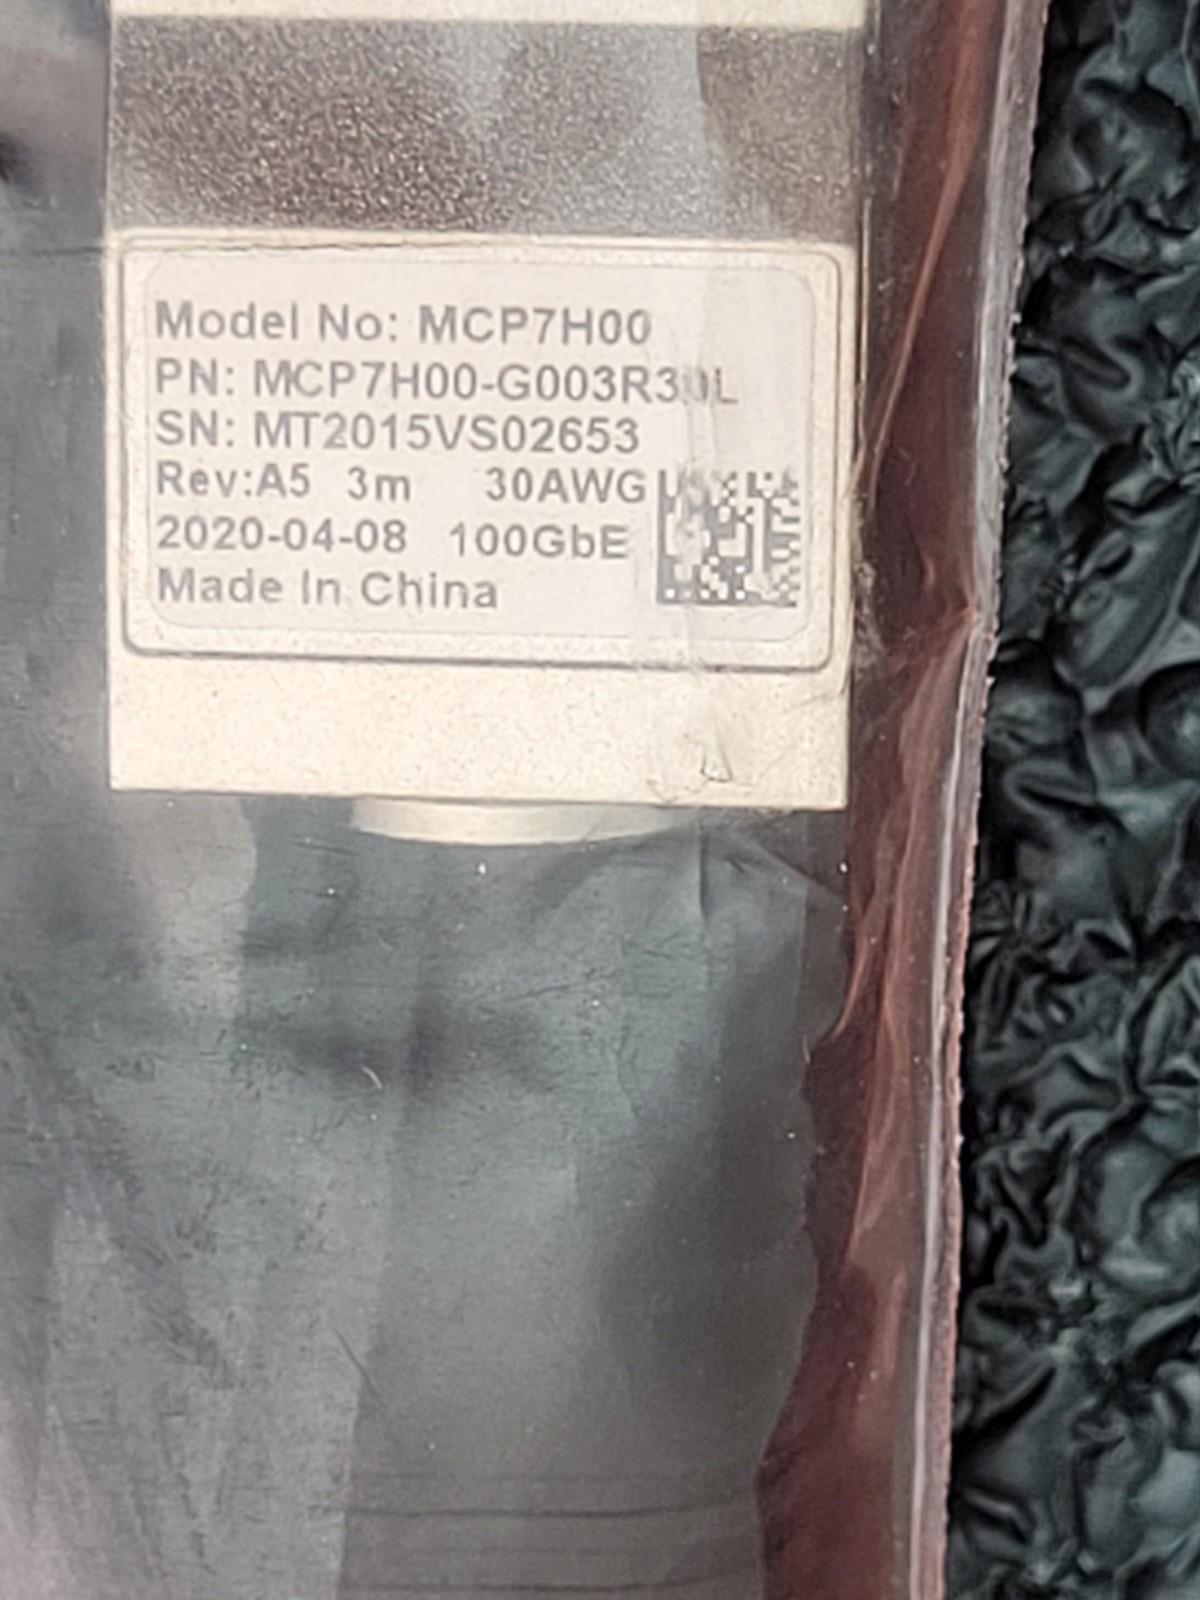 Model No: MCP7H00
PN: MCP7H00-G003R30L
SN: MT2015VS02653
Rev:A5 3m 30AWG
2020-04-08 100GbE
Made In China